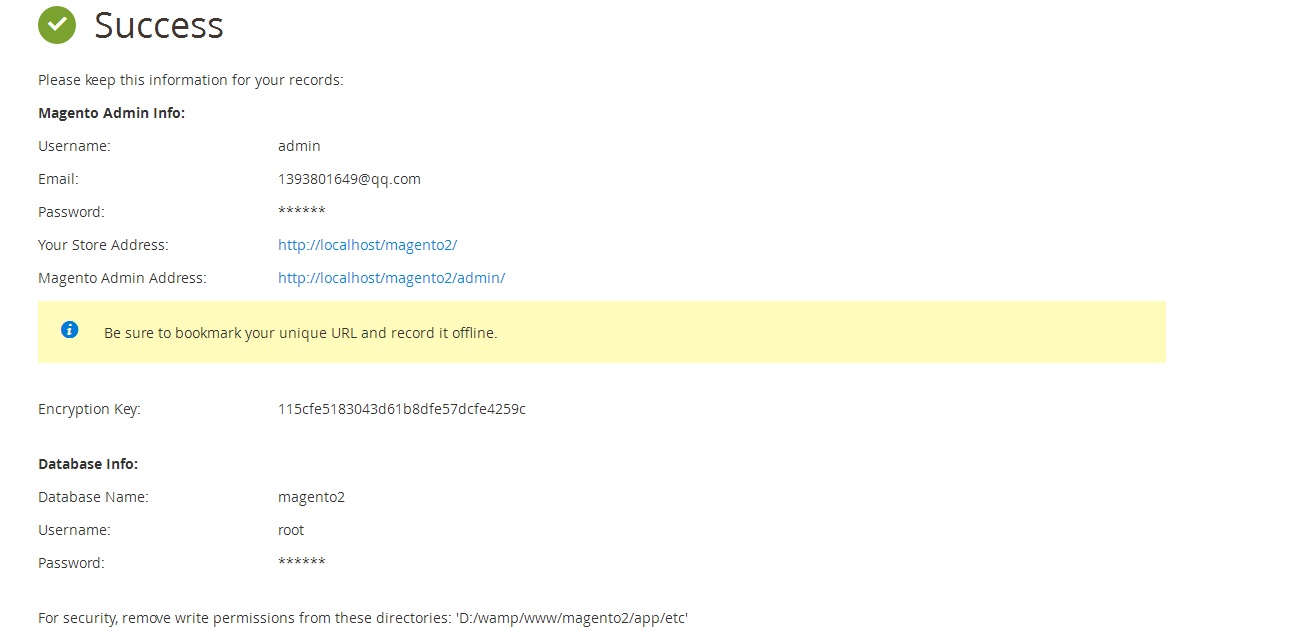 Success
Please keep this information for your records:
Magento Admin Info:
Username: admin
Email: 1393801649@qq.com
Password: ******
Your Store Address: http://localhost/magento2/
Magento Admin Address: http://localhost/magento2/admin/
Be sure to bookmark your unique URL and record it offline.
Encryption Key: 115cfe5183043d61b8dfe57dcfe4259c
Database Info:
Database Name: magento2
Username: root
Password: ******
For security, remove write permissions from these directories: 'D:/wamp/www/magento2/app/etc'